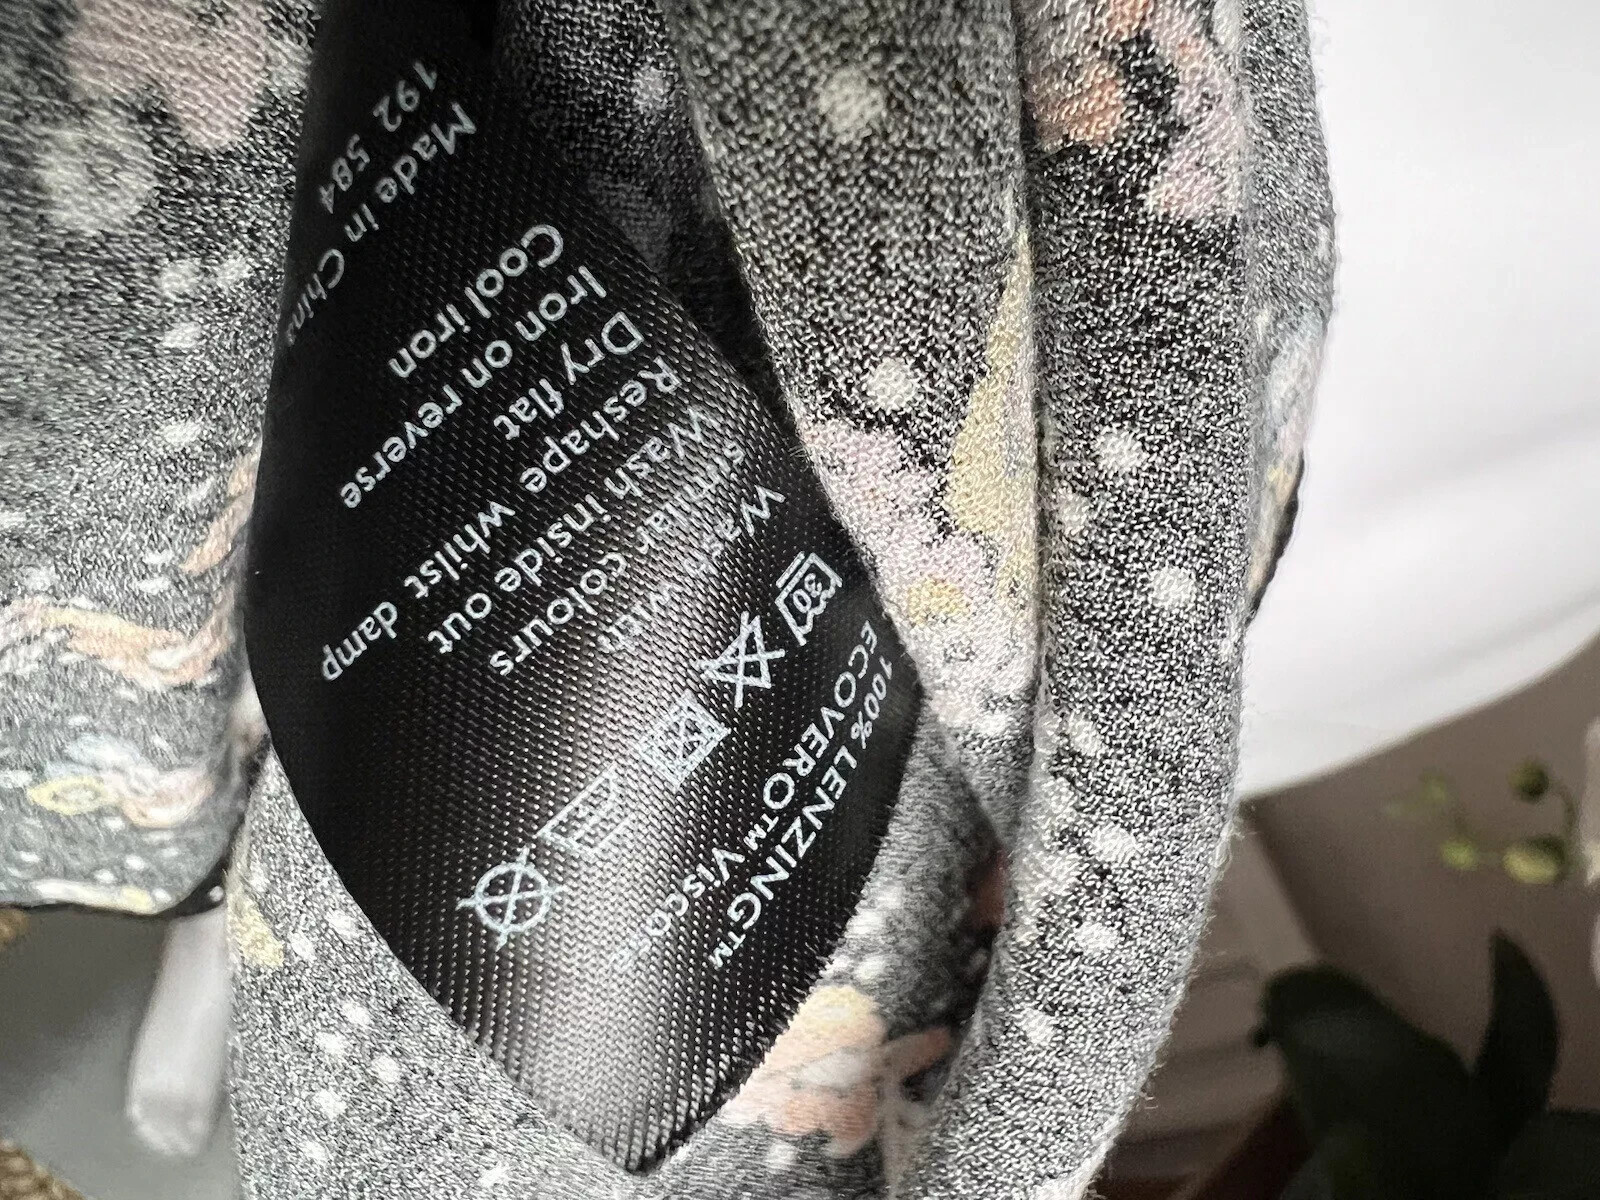 100% LENZING™
ECOVERO™ Viscose
30
Wash with
similar colours
Wash inside out
Reshape whilst damp
Dry flat
Iron on reverse
Cool iron
Made in China
192 584